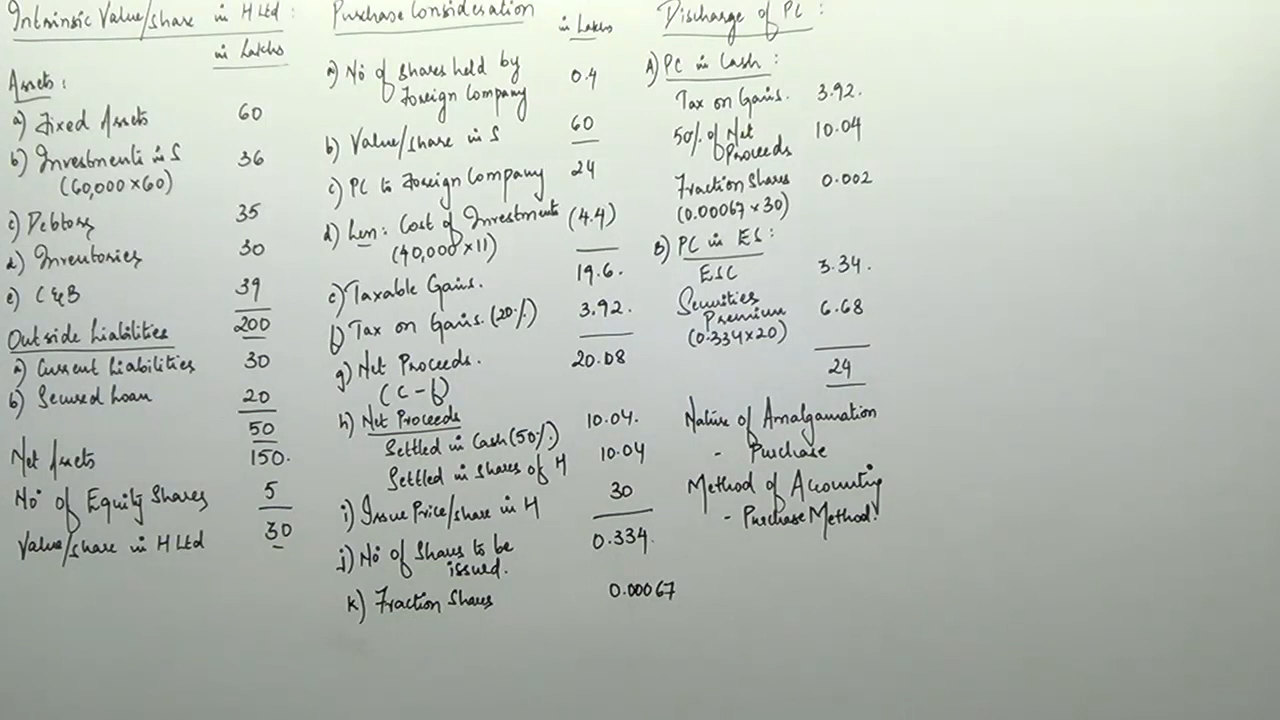 Intrinsic Value/share in H Ltd :
in Lakhs
Assets :
a) Fixed Assets 60
b) Investments in S 36
(60,000 × 60)
c) Debtors 35
d) Inventories 30
e) C & B 39
200
Outside Liabilities
a) Current Liabilities 30
b) Secured Loan 20
50
Net Assets 150.
No of Equity Shares 5
Value/share in H Ltd 30
Purchase Consideration
in Lakhs
a) No of shares held by 0.4
Foreign Company
b) Value/share in S 60
c) PC to Foreign Company 24
d) Less : Cost of Investments (4.4)
(40,000 × 11)
e) Taxable Gains. 19.6.
f) Tax on Gains. (20%) 3.92.
g) Net Proceeds. 20.08
(c - f)
h) Net Proceeds
Settled in Cash (50%) 10.04.
Settled in shares of H 10.04
i) Issue Price/share in H 30
j) No of Shares to be 0.334.
issued.
k) Fraction Shares 0.00067
Discharge of PC :
A) PC in Cash :
Tax on Gains. 3.92.
50% of Net 10.04
Proceeds
Fraction Shares 0.002
(0.00067 × 30)
B) PC in ES :
ESC 3.34.
Securities
Premium 6.68
(0.334 × 20)
24
Nature of Amalgamation
- Purchase
Method of Accounting
- Purchase Method.